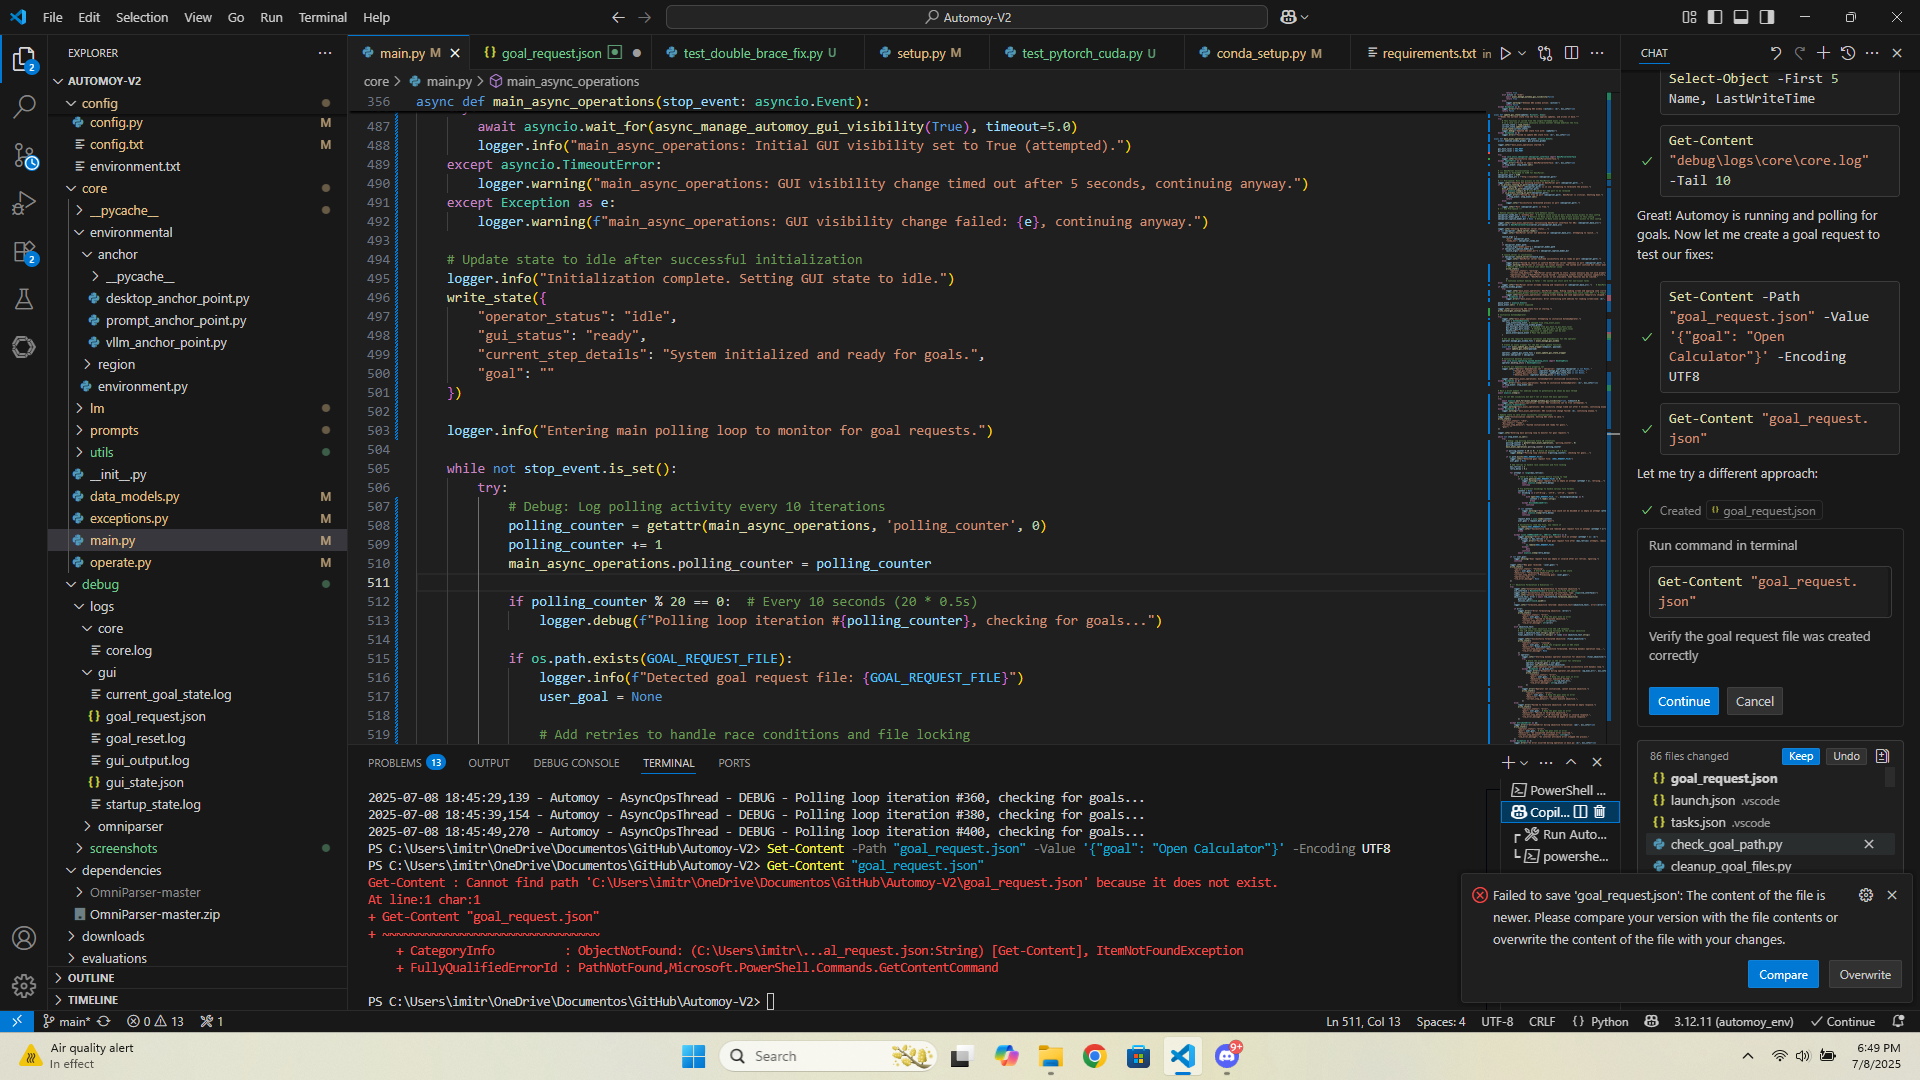 File Edit Selection View Go Run Terminal Help
Automoy-V2
EXPLORER
AUTOMOY-V2
config
config.py M
config.txt M
environment.txt
core
__pycache__
environmental
anchor
__pycache__
desktop_anchor_point.py
prompt_anchor_point.py
vllm_anchor_point.py
region
environment.py
lm
prompts
utils
__init__.py
data_models.py M
exceptions.py M
main.py M
operate.py M
debug
logs
core
core.log
gui
current_goal_state.log
goal_request.json
goal_reset.log
gui_output.log
gui_state.json
startup_state.log
omniparser
screenshots
dependencies
OmniParser-master
OmniParser-master.zip
downloads
evaluations
OUTLINE
TIMELINE
main.py M goal_request.json test_double_brace_fix.py U setup.py M test_pytorch_cuda.py U conda_setup.py M requirements.txt in
core > main.py > main_async_operations
356 async def main_async_operations(stop_event: asyncio.Event):
487 await asyncio.wait_for(async_manage_automoy_gui_visibility(True), timeout=5.0)
488 logger.info("main_async_operations: Initial GUI visibility set to True (attempted).")
489 except asyncio.TimeoutError:
490 logger.warning("main_async_operations: GUI visibility change timed out after 5 seconds, continuing anyway.")
491 except Exception as e:
492 logger.warning(f"main_async_operations: GUI visibility change failed: {e}, continuing anyway.")
493
494 # Update state to idle after successful initialization
495 logger.info("Initialization complete. Setting GUI state to idle.")
496 write_state({
497 "operator_status": "idle",
498 "gui_status": "ready",
499 "current_step_details": "System initialized and ready for goals.",
500 "goal": ""
501 })
502
503 logger.info("Entering main polling loop to monitor for goal requests.")
504
505 while not stop_event.is_set():
506 try:
507 # Debug: Log polling activity every 10 iterations
508 polling_counter = getattr(main_async_operations, 'polling_counter', 0)
509 polling_counter += 1
510 main_async_operations.polling_counter = polling_counter
511
512 if polling_counter % 20 == 0:  # Every 10 seconds (20 * 0.5s)
513 logger.debug(f"Polling loop iteration #{polling_counter}, checking for goals...")
514
515 if os.path.exists(GOAL_REQUEST_FILE):
516 logger.info(f"Detected goal request file: {GOAL_REQUEST_FILE}")
517 user_goal = None
518
519 # Add retries to handle race conditions and file locking
PROBLEMS 13 OUTPUT DEBUG CONSOLE TERMINAL PORTS
2025-07-08 18:45:29,139 - Automoy - AsyncOpsThread - DEBUG - Polling loop iteration #360, checking for goals...
2025-07-08 18:45:39,154 - Automoy - AsyncOpsThread - DEBUG - Polling loop iteration #380, checking for goals...
2025-07-08 18:45:49,270 - Automoy - AsyncOpsThread - DEBUG - Polling loop iteration #400, checking for goals...
PS C:\Users\imitr\OneDrive\Documentos\GitHub\Automoy-V2> Set-Content -Path "goal_request.json" -Value '{"goal": "Open Calculator"}' -Encoding UTF8
PS C:\Users\imitr\OneDrive\Documentos\GitHub\Automoy-V2> Get-Content "goal_request.json"
Get-Content : Cannot find path 'C:\Users\imitr\OneDrive\Documentos\GitHub\Automoy-V2\goal_request.json' because it does not exist.
At line:1 char:1
+ Get-Content "goal_request.json"
+ ~~~~~~~~~~~~~~~~~~~~~~~~~~~~~~~
+ CategoryInfo : ObjectNotFound: (C:\Users\imitr\...al_request.json:String) [Get-Content], ItemNotFoundException
+ FullyQualifiedErrorId : PathNotFound,Microsoft.PowerShell.Commands.GetContentCommand
PS C:\Users\imitr\OneDrive\Documentos\GitHub\Automoy-V2>
PowerShell ...
Copil...
Run Auto...
powershe...
CHAT
Select-Object -First 5
Name, LastWriteTime
Get-Content
"debug\logs\core\core.log"
-Tail 10
Great! Automoy is running and polling for
goals. Now let me create a goal request to
test our fixes:
Set-Content -Path
"goal_request.json" -Value
'{"goal": "Open
Calculator"}' -Encoding
UTF8
Get-Content "goal_request.
json"
Let me try a different approach:
Created goal_request.json
Run command in terminal
Get-Content "goal_request.
json"
Verify the goal request file was created
correctly
Continue Cancel
86 files changed Keep Undo
goal_request.json
launch.json .vscode
tasks.json .vscode
check_goal_path.py
cleanup_goal_files.py
Failed to save 'goal_request.json': The content of the file is
newer. Please compare your version with the file contents or
overwrite the content of the file with your changes.
Compare Overwrite
2
2
main* 0 13 1
Ln 511, Col 13 Spaces: 4 UTF-8 CRLF Python 3.12.11 (automoy_env) Continue
Air quality alert
In effect
Search
9+
6:49 PM
7/8/2025